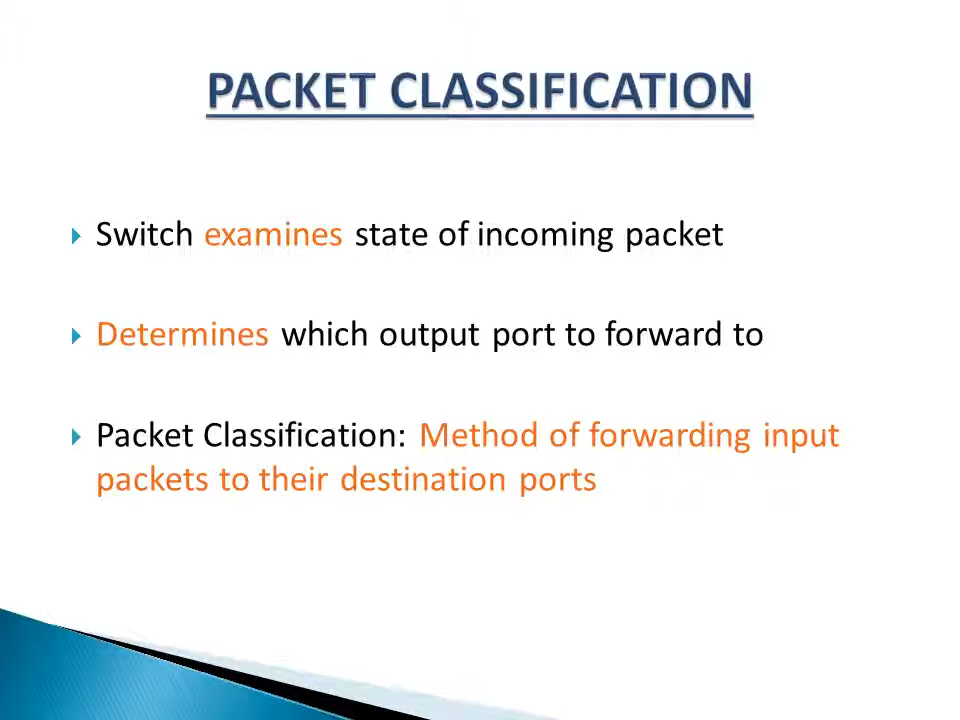 PACKET CLASSIFICATION
Switch examines state of incoming packet
Determines which output port to forward to
Packet Classification: Method of forwarding input
packets to their destination ports